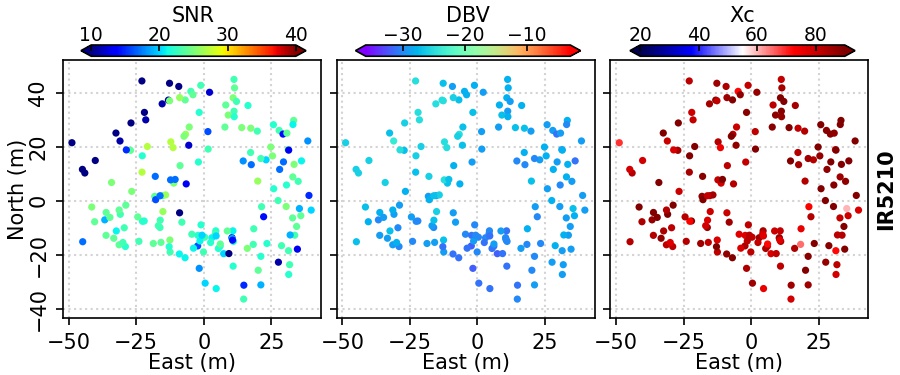 SNR DBV Xc
10 20 30 40 −30 −20 −10 20 40 60 80
40
20
0
−20
−40
North (m)
IR5210
−50 −25 0 25 −50 −25 0 25 −50 −25 0 25
East (m) East (m) East (m)